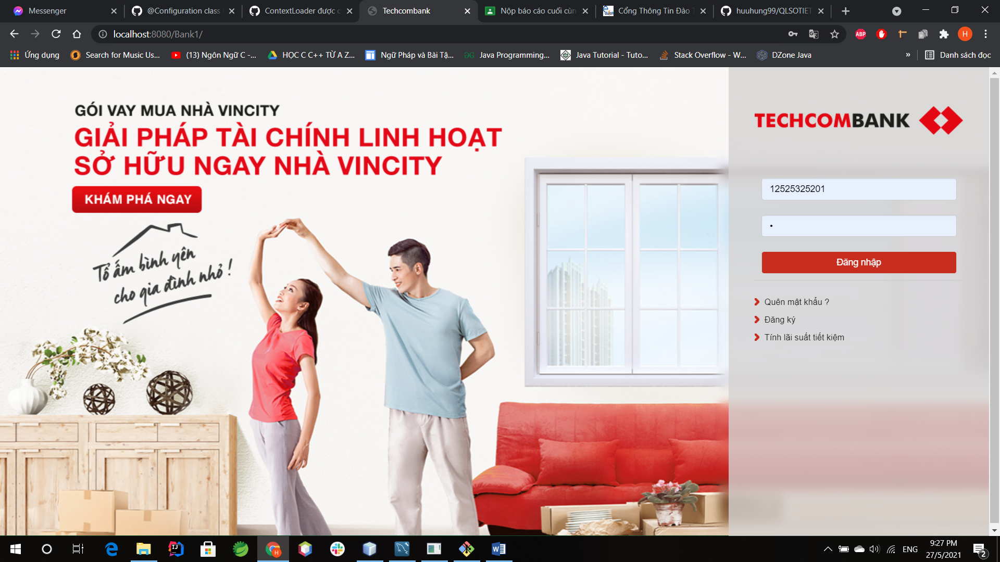 Messenger
@Configuration class
ContextLoader được c
Techcombank
Nộp báo cáo cuối cùn
Cổng Thông Tin Đào T
huuhung99/QLSOTIET
localhost:8080/Bank1/
ABP
H
Ứng dụng
Search for Music Us...
(13) Ngôn Ngữ C -...
HỌC C C++ TỪ A Z...
Ngữ Pháp và Bài Tậ...
Java Programming...
Java Tutorial - Tuto...
Stack Overflow - W...
DZone Java
»
Danh sách đọc
GÓI VAY MUA NHÀ VINCITY
GIẢI PHÁP TÀI CHÍNH LINH HOẠT
SỞ HỮU NGAY NHÀ VINCITY
KHÁM PHÁ NGAY
Tổ ấm bình yên
cho gia đình nhỏ !
TECHCOMBANK
12525325201
•
Đăng nhập
Quên mật khẩu ?
Đăng ký
Tính lãi suất tiết kiệm
ENG
9:27 PM
27/5/2021
2